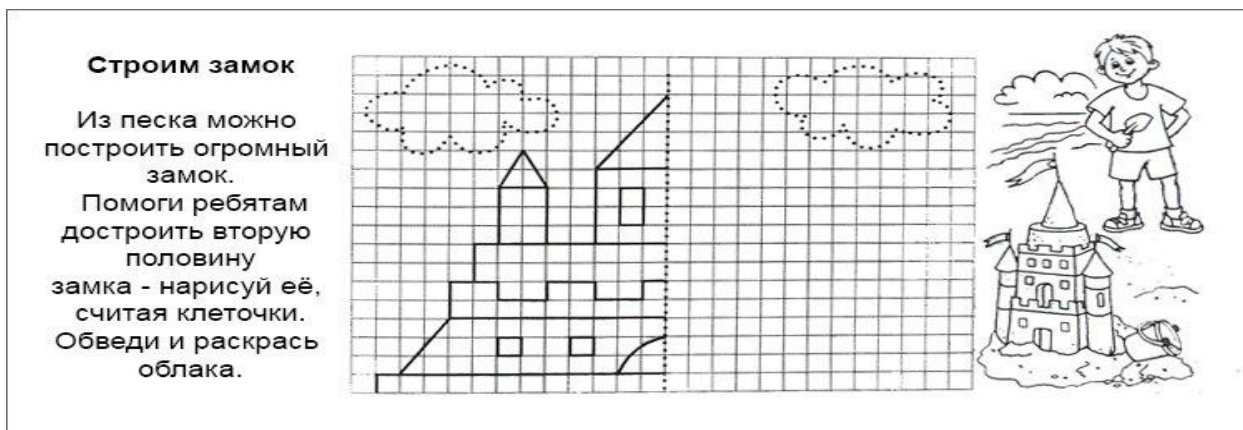 Строим замок
Из песка можно
построить огромный
замок.
Помоги ребятам
достроить вторую
половину
замка - нарисуй её,
считая клеточки.
Обведи и раскрась
облака.